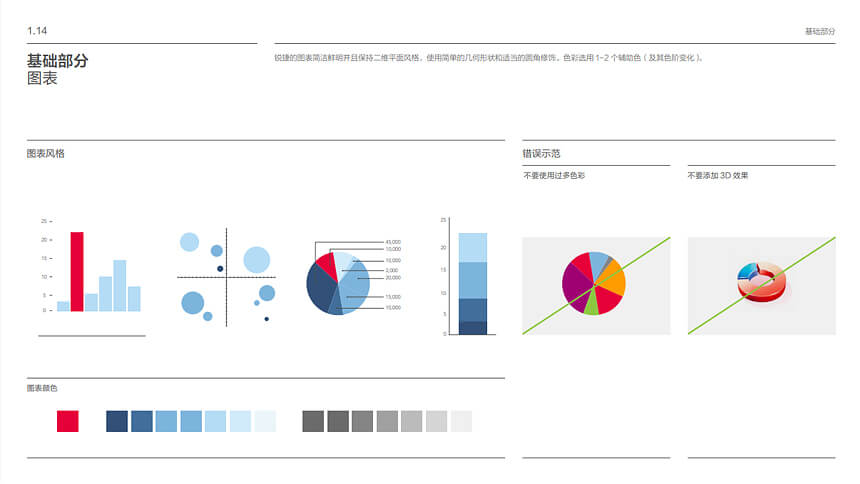 1.14
基础部分
基础部分
图表
锐捷的图表简洁鲜明并且保持二维平面风格。使用简单的几何形状和适当的圆角修饰。色彩选用1-2个辅助色（及其色阶变化）。
图表风格
错误示范
不要使用过多色彩
不要添加3D效果
25
20
15
10
5
0
45,000
10,000
10,000
2,000
20,000
15,000
10,000
25
20
15
10
5
0
图表颜色